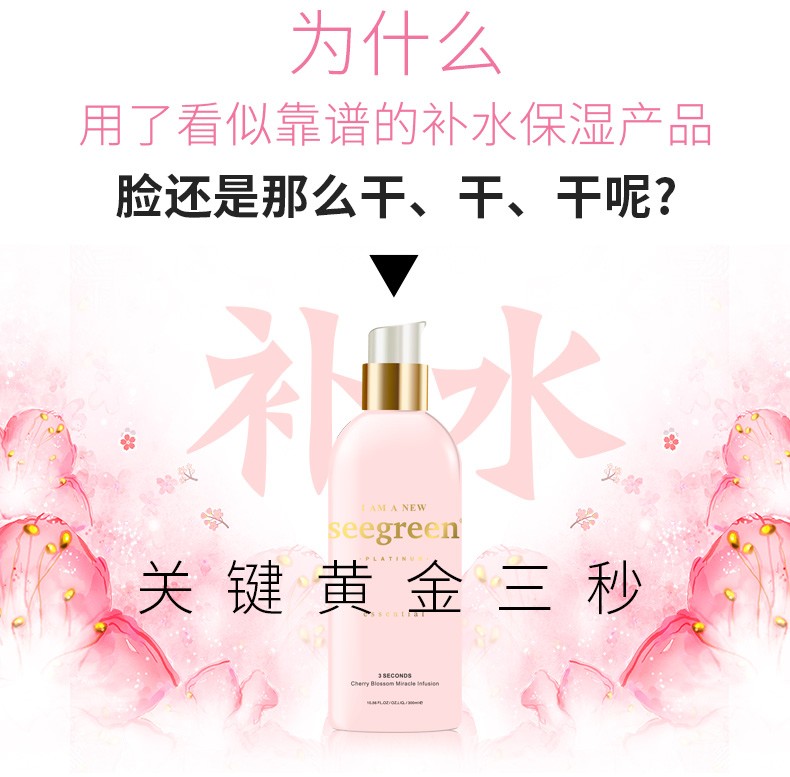 为什么
用了看似靠谱的补水保湿产品
脸还是那么干、干、干呢?
补水
I AM A NEW
seegreen
PLATINUM
关键黄金三秒
essential
3 SECONDS
Cherry Blossom Miracle Infusion